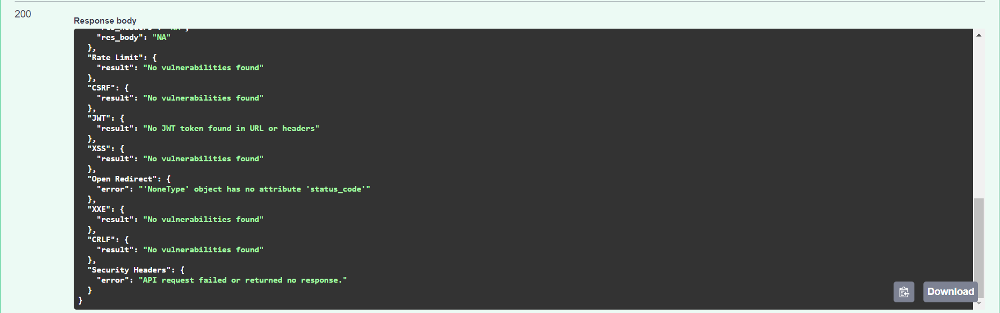 200
Response body
"res_body": "NA"
},
"Rate Limit": {
"result": "No vulnerabilities found"
},
"CSRF": {
"result": "No vulnerabilities found"
},
"JWT": {
"result": "No JWT token found in URL or headers"
},
"XSS": {
"result": "No vulnerabilities found"
},
"Open Redirect": {
"error": "'NoneType' object has no attribute 'status_code'"
},
"XXE": {
"result": "No vulnerabilities found"
},
"CRLF": {
"result": "No vulnerabilities found"
},
"Security Headers": {
"error": "API request failed or returned no response."
}
}
Download